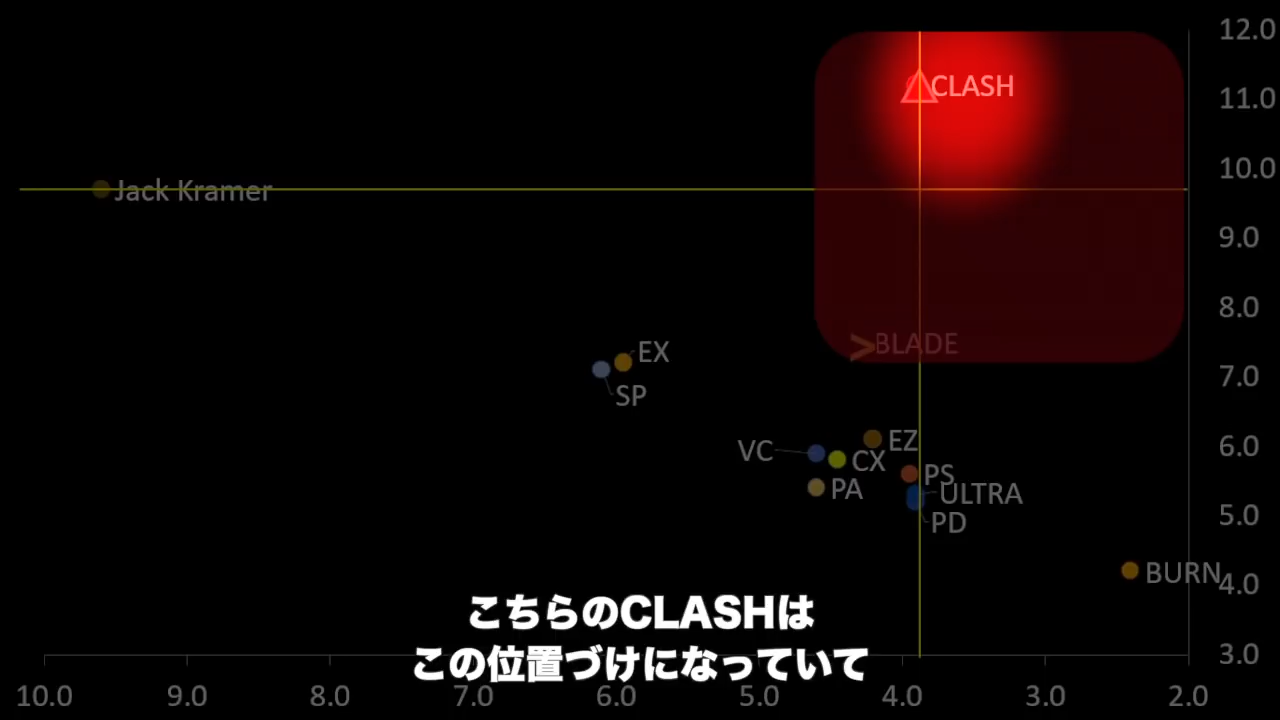 12.0
CLASH
11.0
10.0
Jack Kramer
9.0
8.0
BLADE
EX
7.0
SP
EZ
6.0
VC
CX
PS
PA
ULTRA
5.0
PD
BURN
4.0
こちらのCLASHは
この位置づけになっていて
3.0
10.0 9.0 8.0 7.0 6.0 5.0 4.0 3.0 2.0